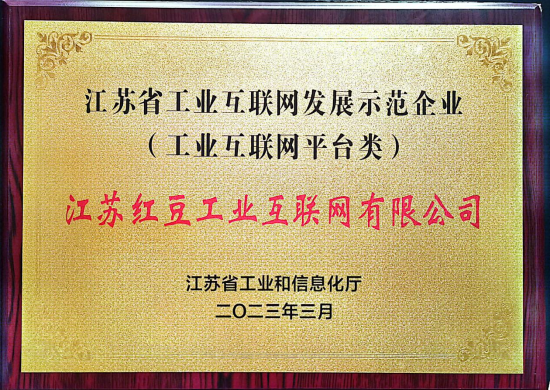 江苏省工业互联网发展示范企业
（工业互联网平台类）
江苏红豆工业互联网有限公司
江苏省工业和信息化厅
二〇二三年三月